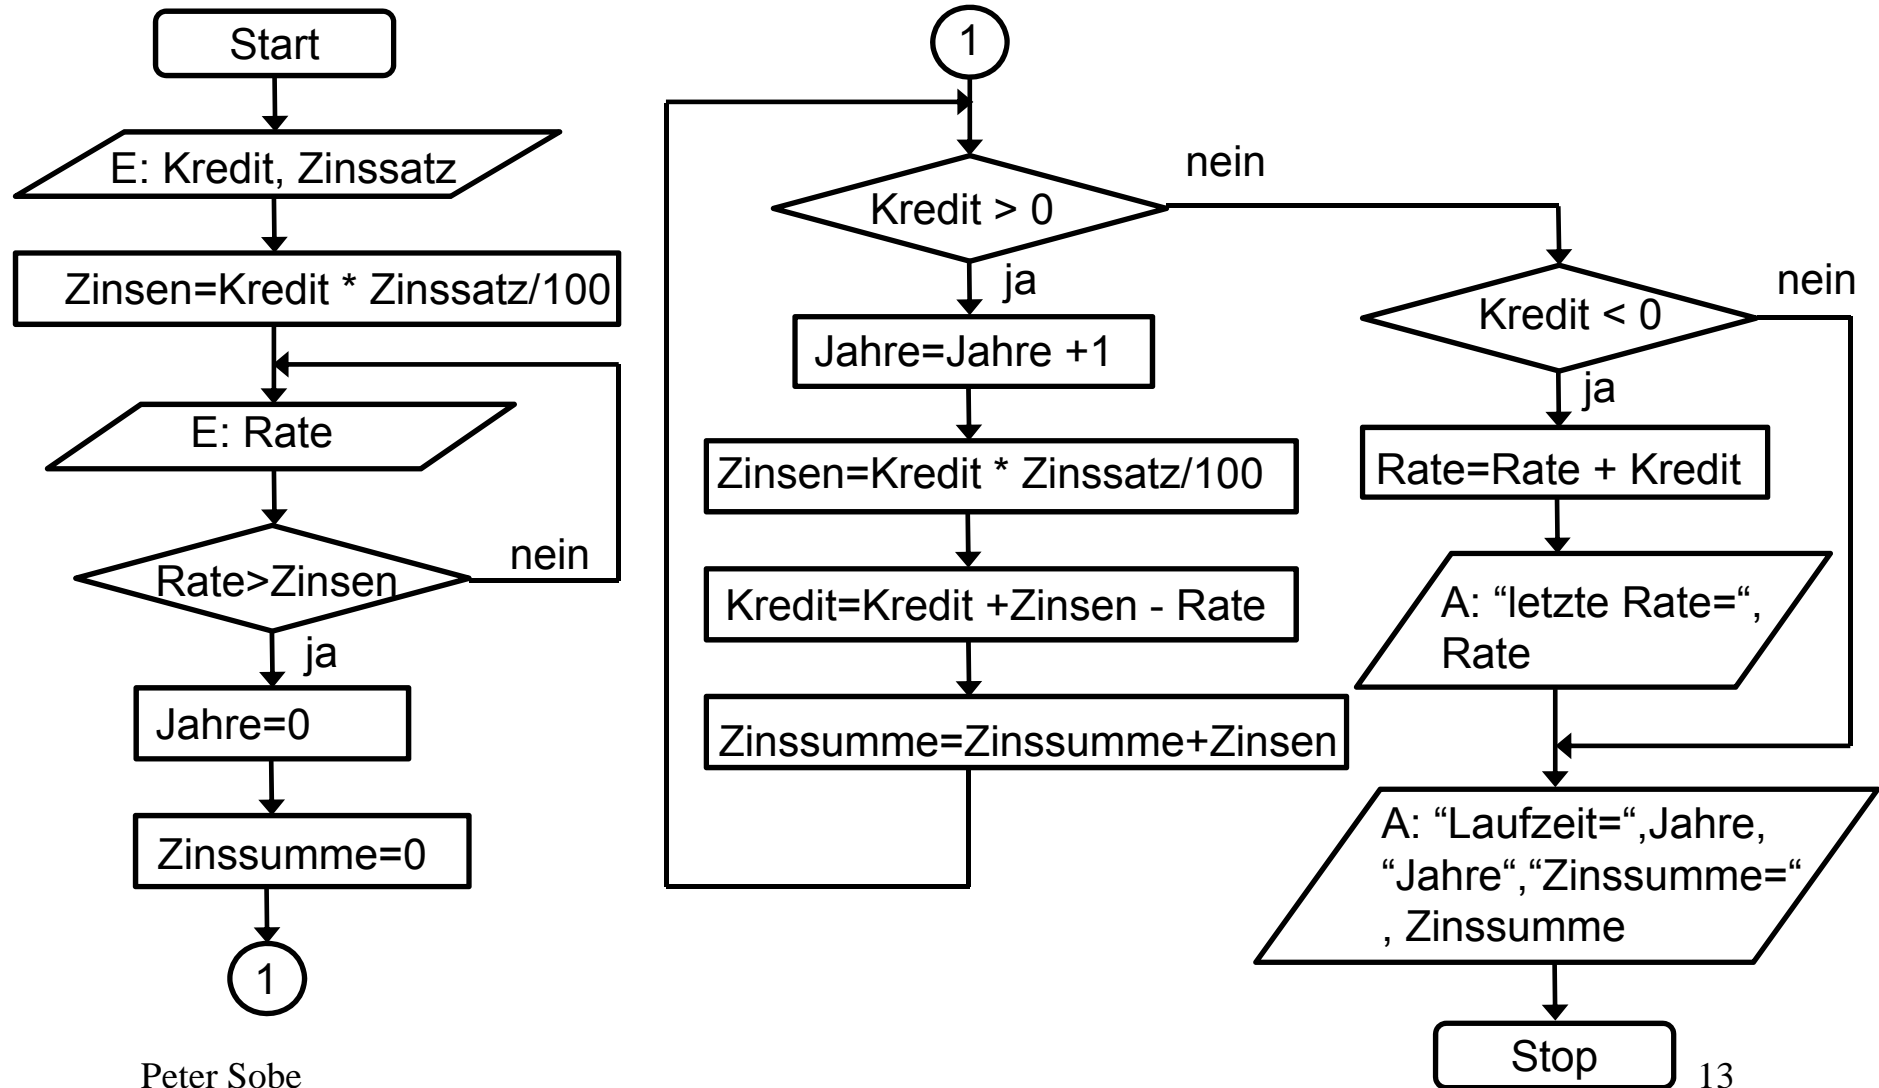 Start
E: Kredit, Zinssatz
Zinsen=Kredit * Zinssatz/100
E: Rate
Rate>Zinsen
nein
ja
Jahre=0
Zinssumme=0
1
1
Kredit > 0
nein
ja
Jahre=Jahre +1
Zinsen=Kredit * Zinssatz/100
Kredit=Kredit +Zinsen - Rate
Zinssumme=Zinssumme+Zinsen
Kredit < 0
nein
ja
Rate=Rate + Kredit
A: “letzte Rate=“,
Rate
A: “Laufzeit=“,Jahre,
“Jahre“,“Zinssumme=“
, Zinssumme
Stop
Peter Sobe
13